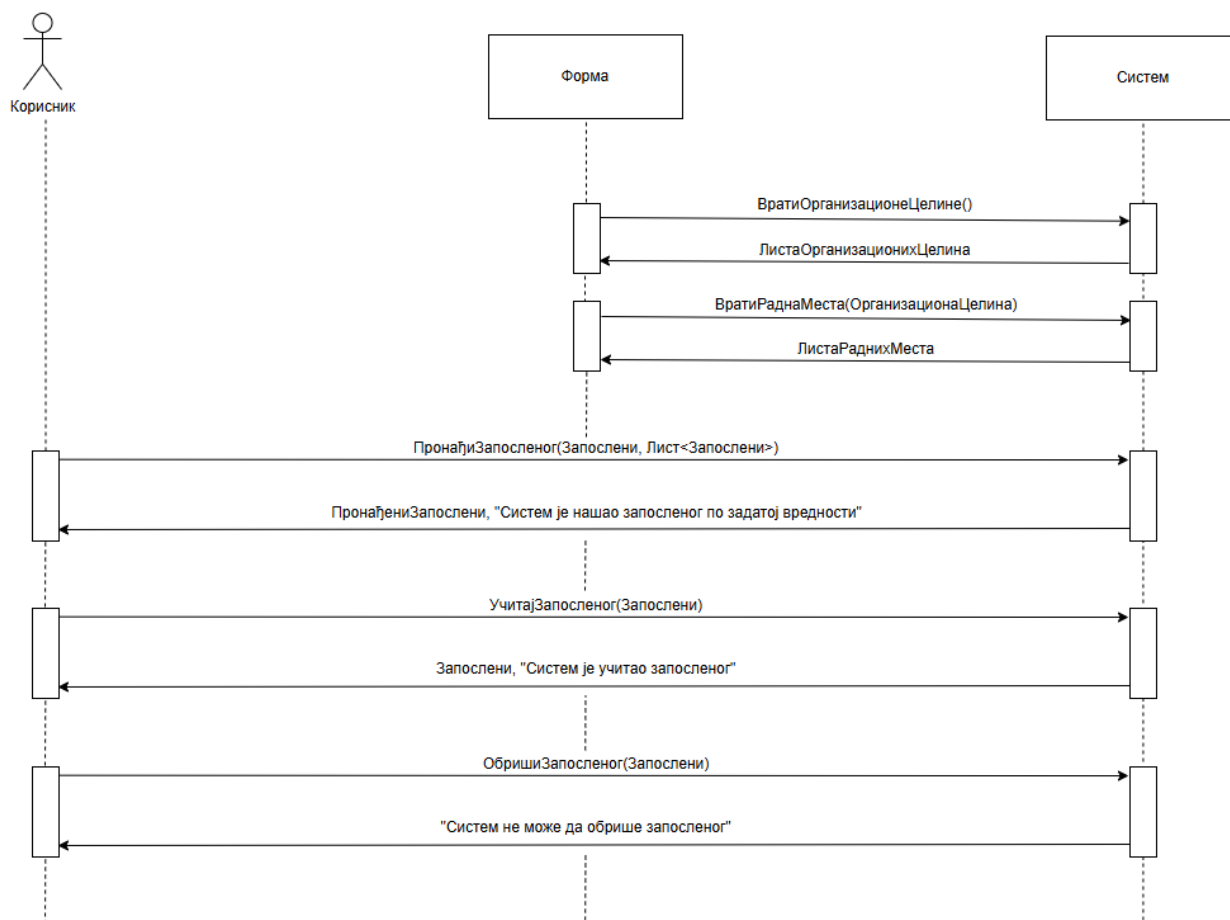 Корисник
Форма
Систем
ВратиОрганизационеЦелине()
ЛистаОрганизационихЦелина
ВратиРаднаМеста(ОрганизационаЦелина)
ЛистаРаднихМеста
ПронађиЗапосленог(Запослени, Лист<Запослени>)
ПронађениЗапослени, "Систем је нашао запосленог по задатој вредности"
УчитајЗапосленог(Запослени)
Запослени, "Систем је учитао запосленог"
ОбришиЗапосленог(Запослени)
"Систем не може да обрише запосленог"